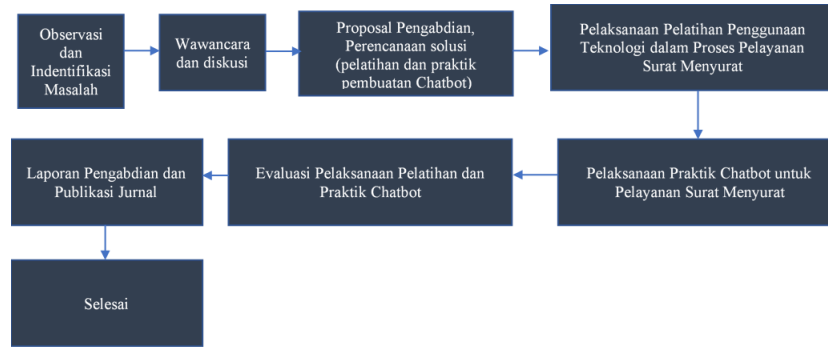 Observasi
dan
Indentifikasi
Masalah
Wawancara
dan diskusi
Proposal Pengabdian,
Perencanaan solusi
(pelatihan dan praktik
pembuatan Chatbot)
Pelaksanaan Pelatihan Penggunaan
Teknologi dalam Proses Pelayanan
Surat Menyurat
Pelaksanaan Praktik Chatbot untuk
Pelayanan Surat Menyurat
Evaluasi Pelaksanaan Pelatihan dan
Praktik Chatbot
Laporan Pengabdian dan
Publikasi Jurnal
Selesai